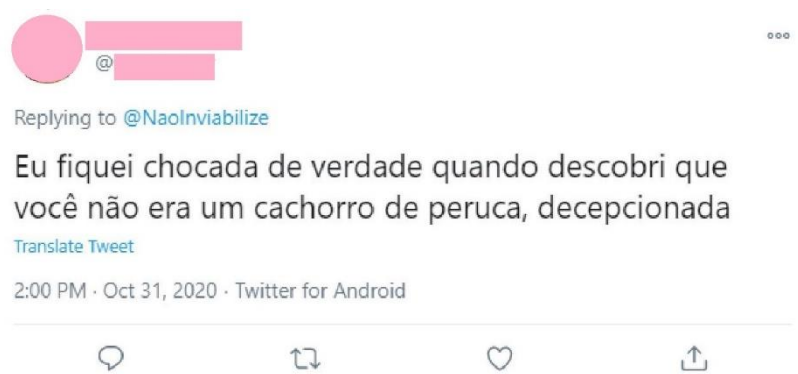 @
Replying to @NaoInviabilize
Eu fiquei chocada de verdade quando descobri que
você não era um cachorro de peruca, decepcionada
Translate Tweet
2:00 PM · Oct 31, 2020 · Twitter for Android